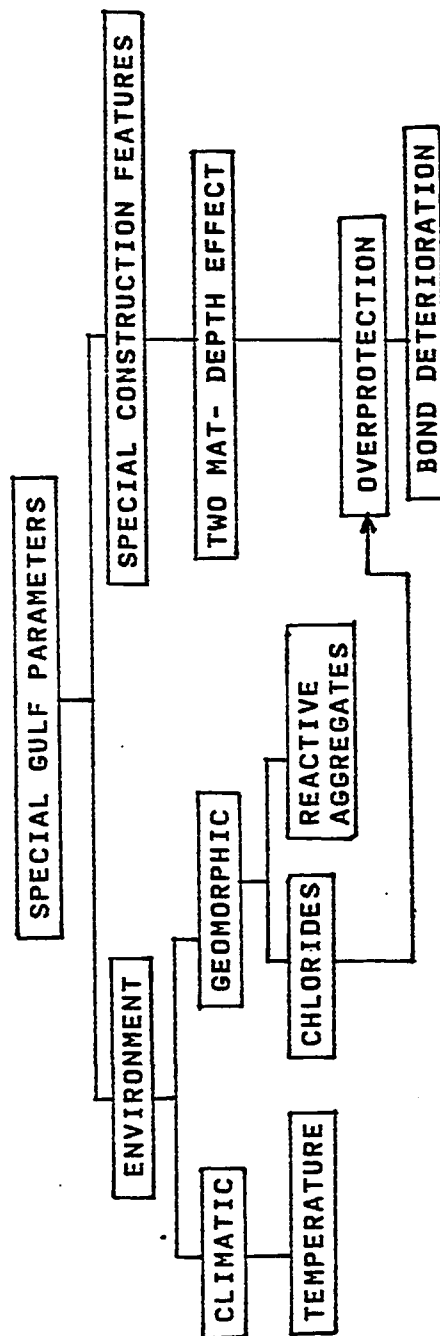 SPECIAL GULF PARAMETERS
ENVIRONMENT
SPECIAL CONSTRUCTION FEATURES
CLIMATIC
GEOMORPHIC
TWO MAT- DEPTH EFFECT
TEMPERATURE
CHLORIDES
REACTIVE
AGGREGATES
OVERPROTECTION
BOND DETERIORATION